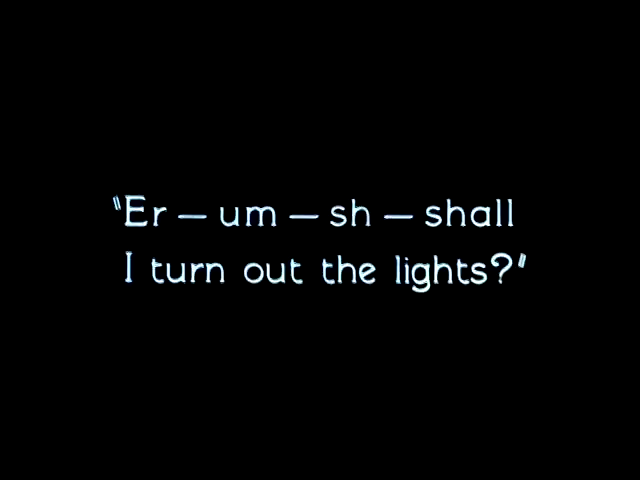 "Er — um — sh — shall
I turn out the lights?"